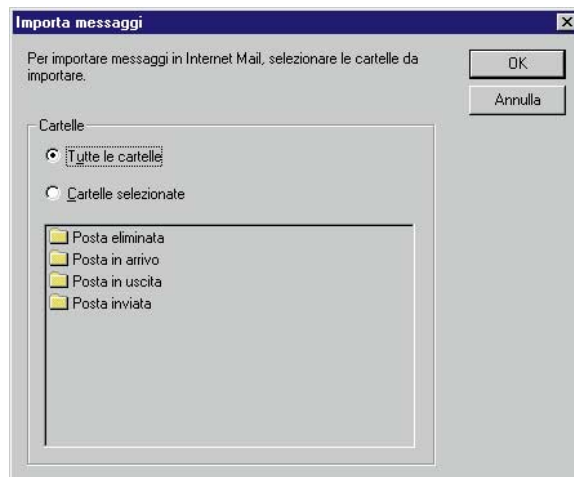 Importa messaggi
Per importare messaggi in Internet Mail, selezionare le cartelle da
importare.
OK
Annulla
Cartelle
Tutte le cartelle
Cartelle selezionate
Posta eliminata
Posta in arrivo
Posta in uscita
Posta inviata